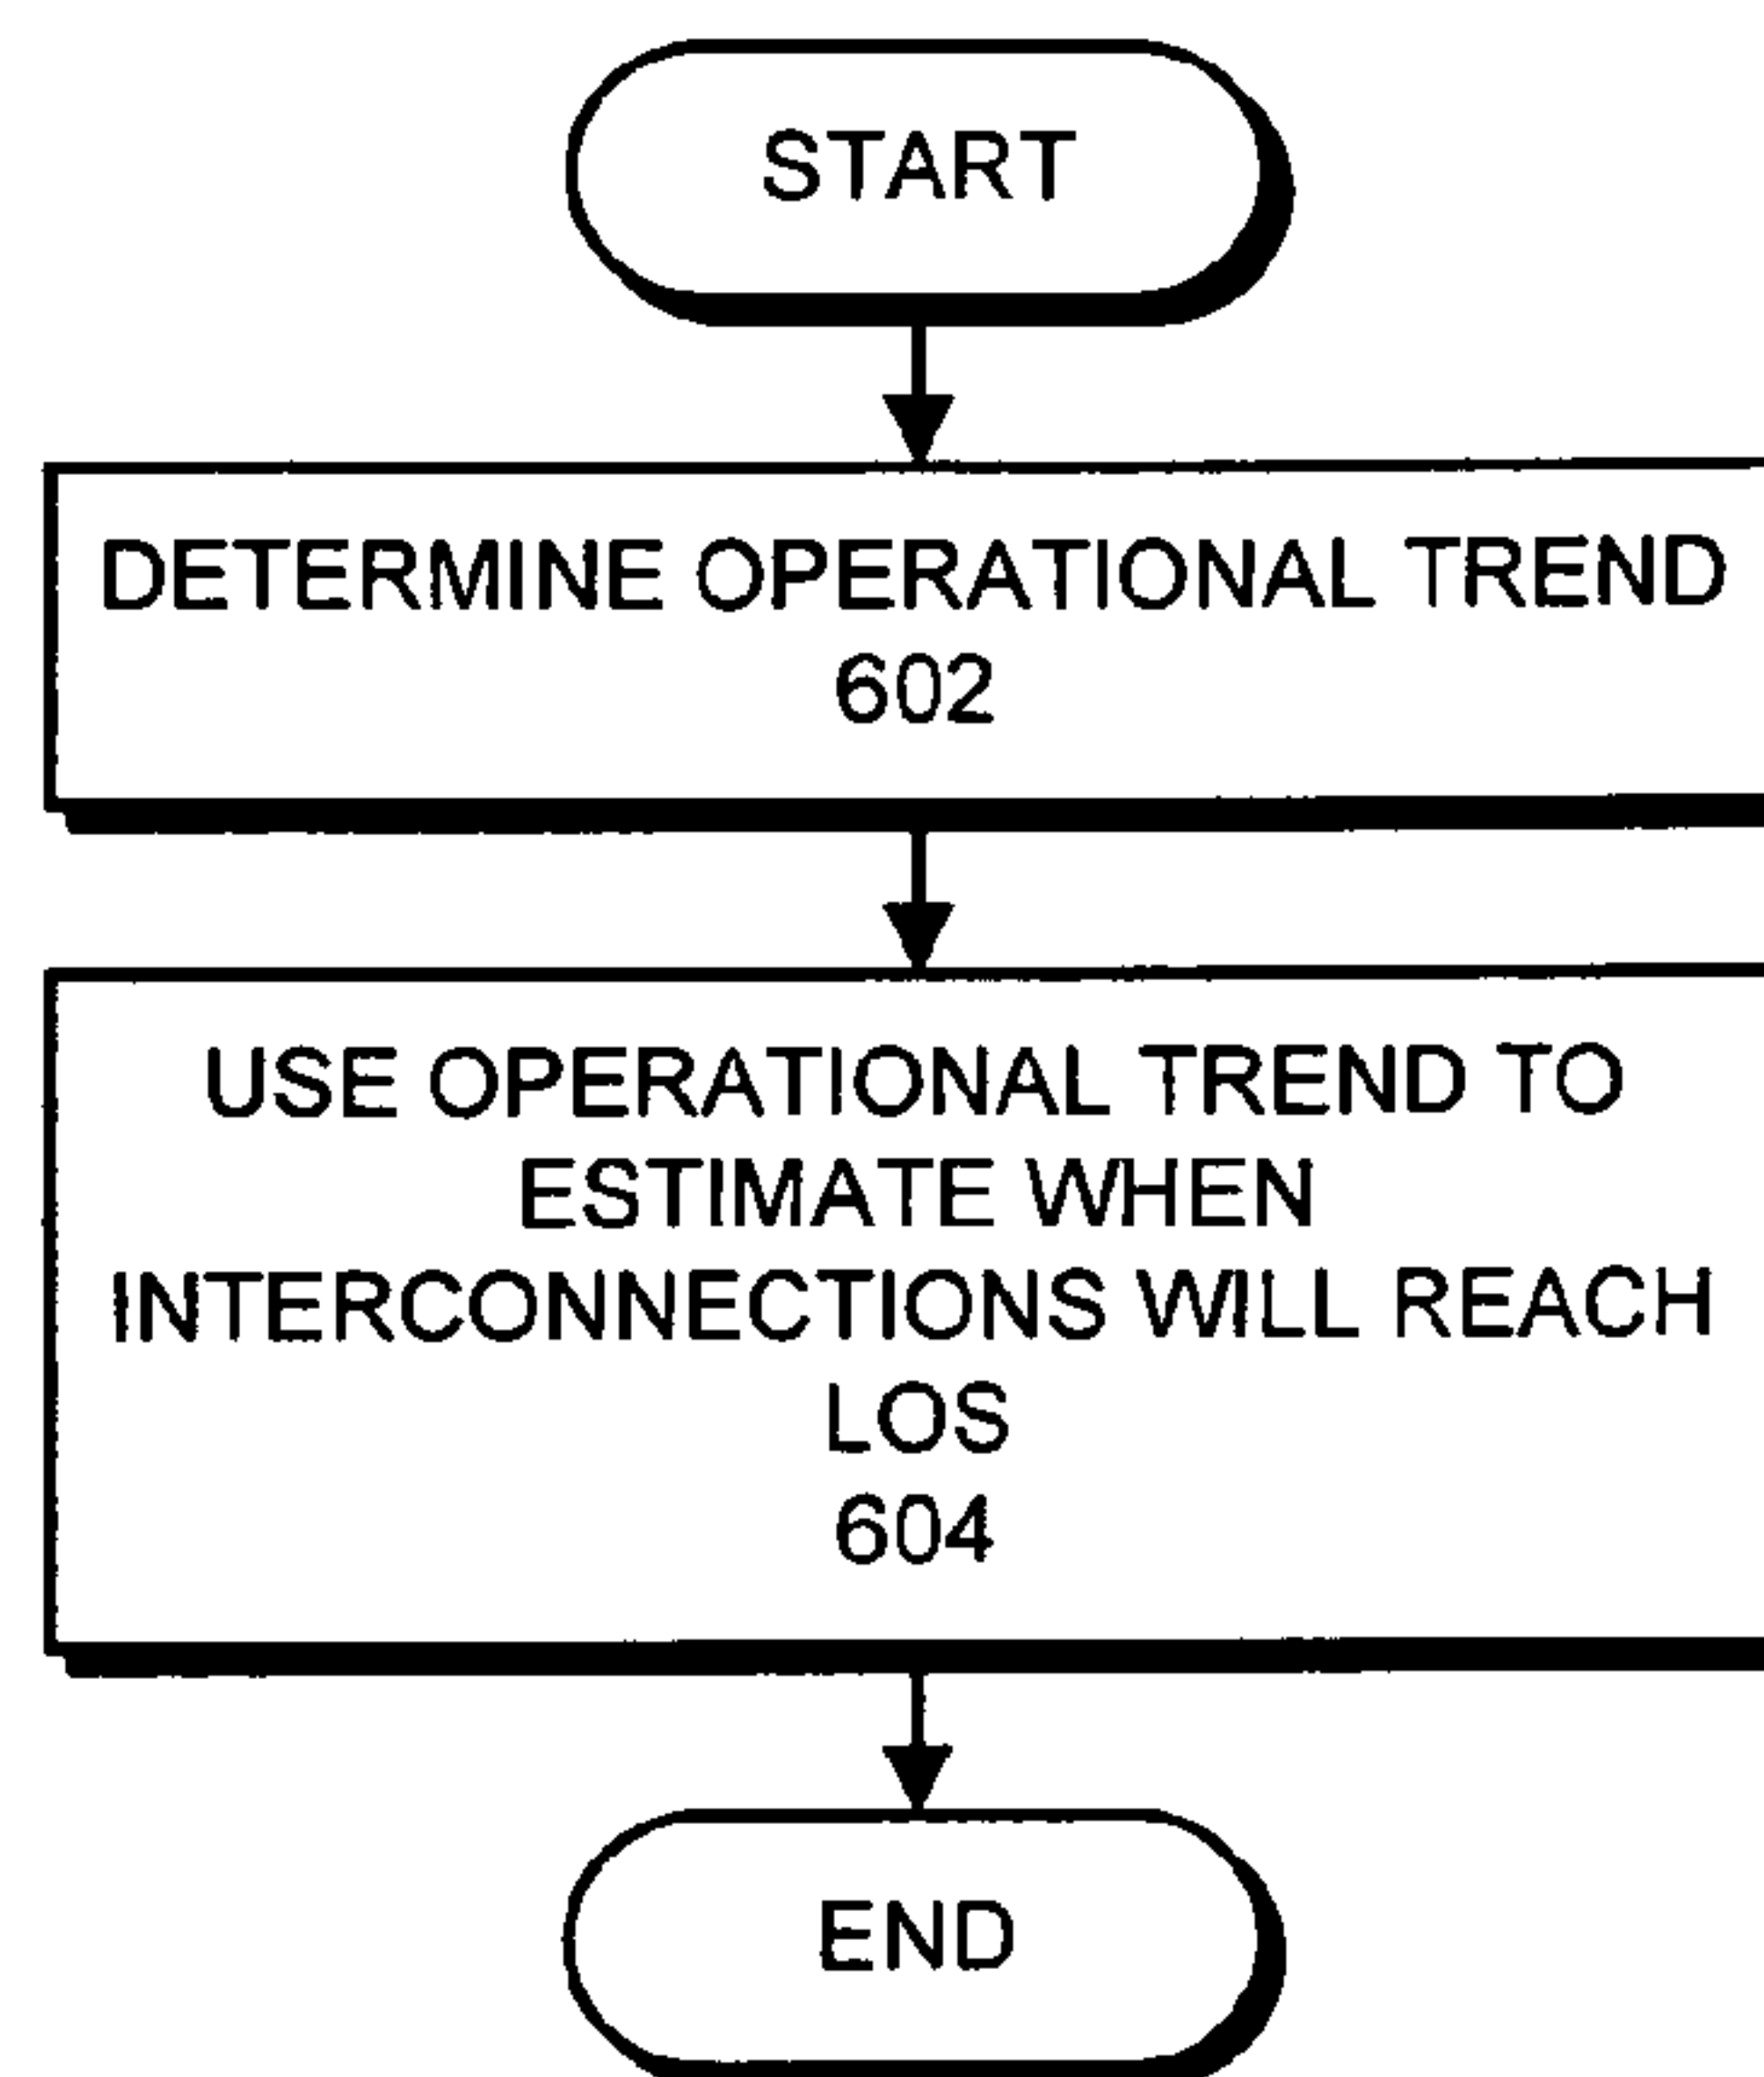 START
DETERMINE OPERATIONAL TREND
602
USE OPERATIONAL TREND TO
ESTIMATE WHEN
INTERCONNECTIONS WILL REACH
LOS
604
END